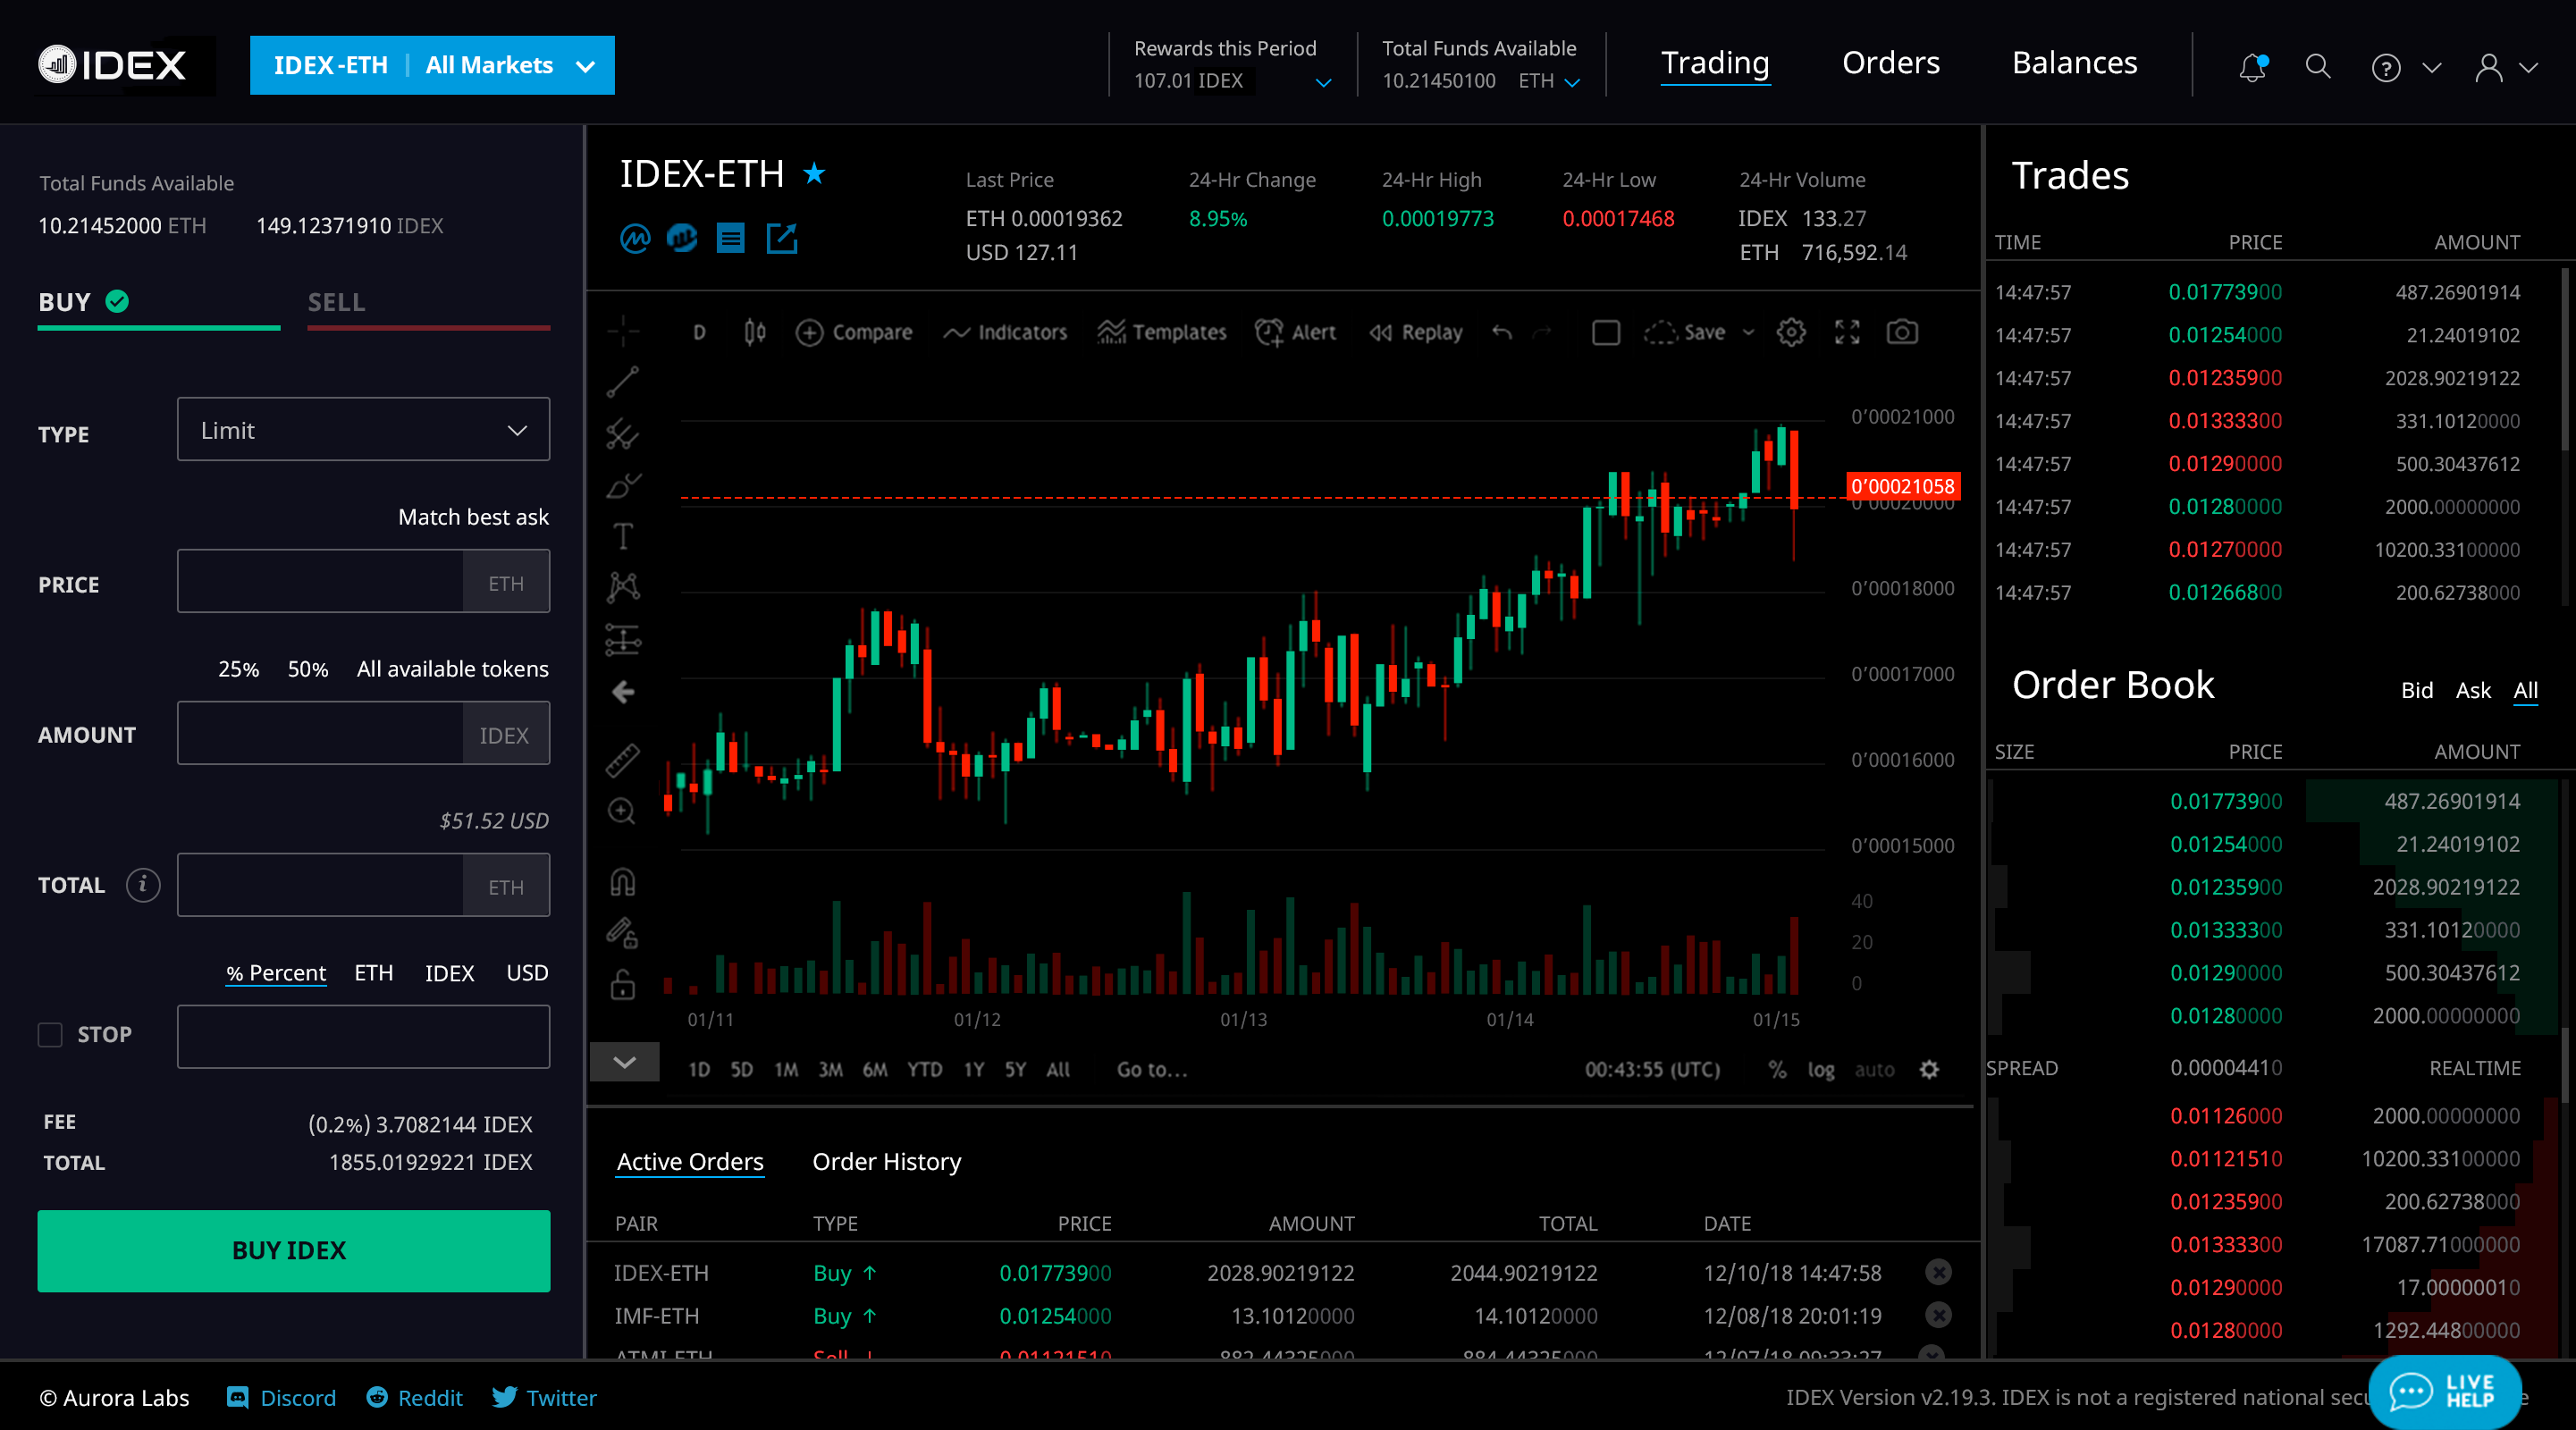 IDEX
IDEX-ETH | All Markets
Rewards this Period
107.01 IDEX
Total Funds Available
10.21450100 ETH
Trading
Orders
Balances
Total Funds Available
10.21452000 ETH 149.12371910 IDEX
BUY SELL
TYPE Limit
Match best ask
PRICE ETH
25% 50% All available tokens
AMOUNT IDEX
$51.52 USD
TOTAL ETH
% Percent ETH IDEX USD
STOP
FEE (0.2%) 3.7082144 IDEX
TOTAL 1855.01929221 IDEX
BUY IDEX
IDEX-ETH
Last Price 24-Hr Change 24-Hr High 24-Hr Low 24-Hr Volume
ETH 0.00019362 8.95% 0.00019773 0.00017468 IDEX 133.27
USD 127.11 ETH 716,592.14
D Compare Indicators Templates Alert Replay Save
0’00021000
0’00021058
0’00020000
0’00018000
0’00017000
0’00016000
0’00015000
40
20
0
01/11 01/12 01/13 01/14 01/15
1D 5D 1M 3M 6M YTD 1Y 5Y All Go to... 00:43:55 (UTC) % log auto
Active Orders Order History
PAIR TYPE PRICE AMOUNT TOTAL DATE
IDEX-ETH Buy ↑ 0.01773900 2028.90219122 2044.90219122 12/10/18 14:47:58
IMF-ETH Buy ↑ 0.01254000 13.10120000 14.10120000 12/08/18 20:01:19
ATMI-ETH Sell ↓ 0.01121510 882.44325000 884.44325000 12/07/18 09:33:27
Trades
TIME PRICE AMOUNT
14:47:57 0.01773900 487.26901914
14:47:57 0.01254000 21.24019102
14:47:57 0.01235900 2028.90219122
14:47:57 0.01333300 331.10120000
14:47:57 0.01290000 500.30437612
14:47:57 0.01280000 2000.00000000
14:47:57 0.01270000 10200.33100000
14:47:57 0.01266800 200.62738000
Order Book
Bid Ask All
SIZE PRICE AMOUNT
0.01773900 487.26901914
0.01254000 21.24019102
0.01235900 2028.90219122
0.01333300 331.10120000
0.01290000 500.30437612
0.01280000 2000.00000000
SPREAD 0.00004410 REALTIME
0.01126000 2000.00000000
0.01121510 10200.33100000
0.01235900 200.62738000
0.01333300 17087.71000000
0.01290000 17.00000010
0.01280000 1292.44800000
© Aurora Labs Discord Reddit Twitter
IDEX Version v2.19.3. IDEX is not a registered national
LIVE
HELP